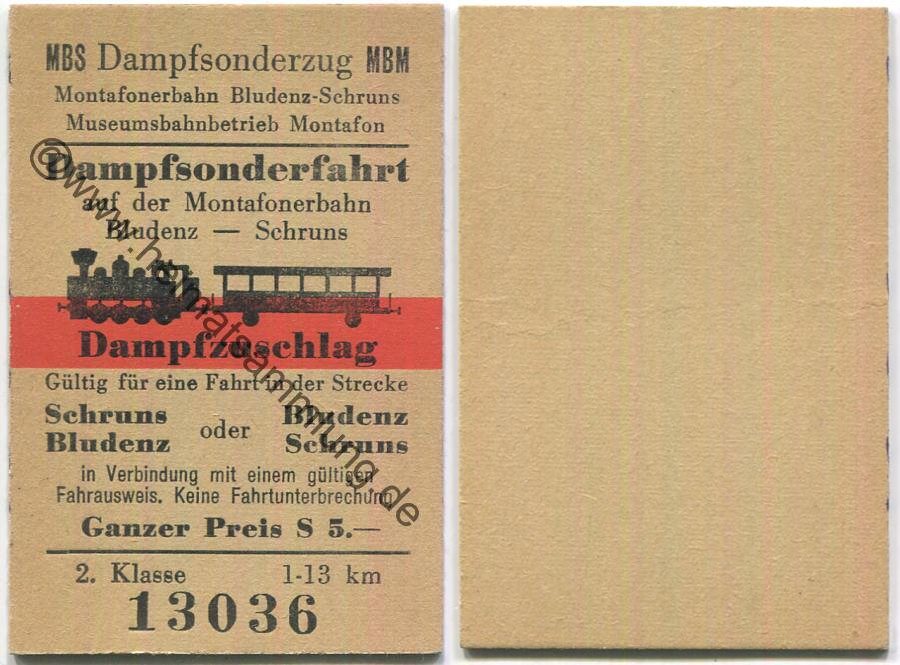 MBS Dampfsonderzug MBM
Montafonerbahn Bludenz-Schruns
Museumsbahnbetrieb Montafon
Dampfsonderfahrt
auf der Montafonerbahn
Bludenz — Schruns
Dampfzuschlag
Gültig für eine Fahrt in der Strecke
Schruns oder Bludenz
Bludenz Schruns
in Verbindung mit einem gültigen
Fahrausweis. Keine Fahrtunterbrechung
Ganzer Preis S 5.—
2. Klasse 1-13 km
13036
©www.heimatsammlung.de